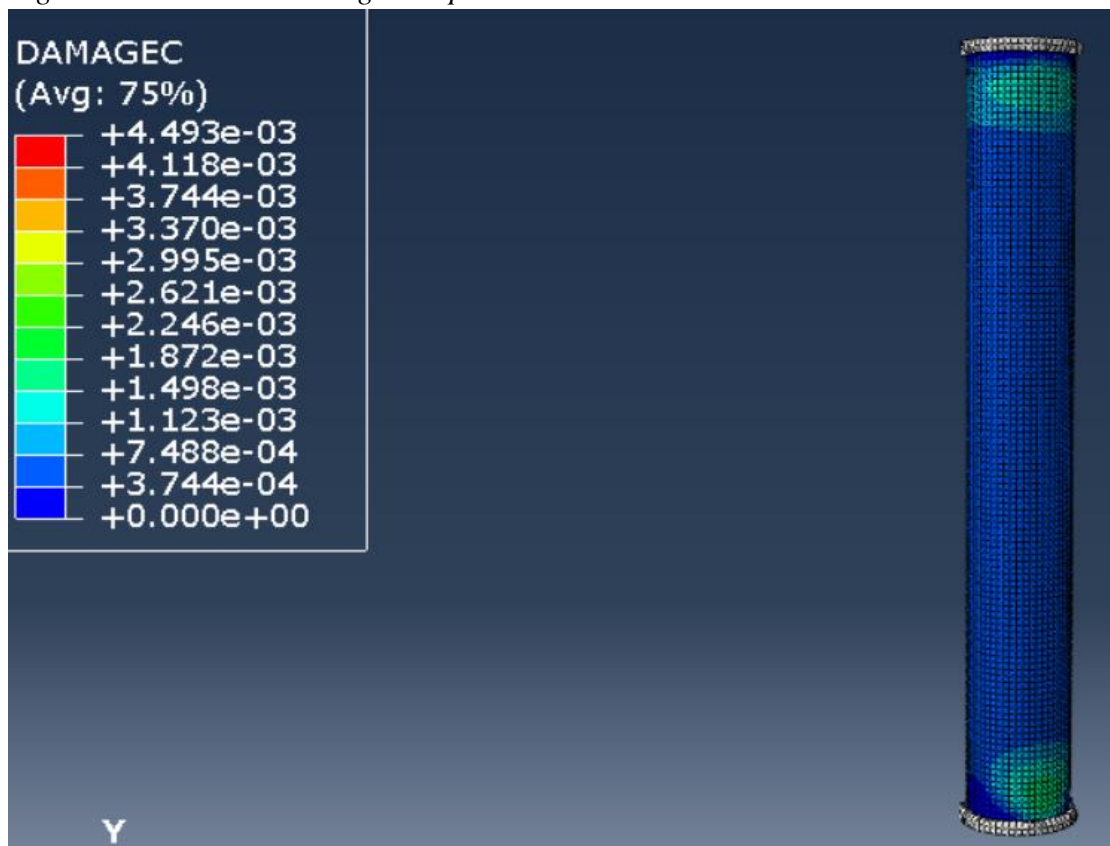 DAMAGEC
(Avg: 75%)
+4.493e-03
+4.118e-03
+3.744e-03
+3.370e-03
+2.995e-03
+2.621e-03
+2.246e-03
+1.872e-03
+1.498e-03
+1.123e-03
+7.488e-04
+3.744e-04
+0.000e+00
Y